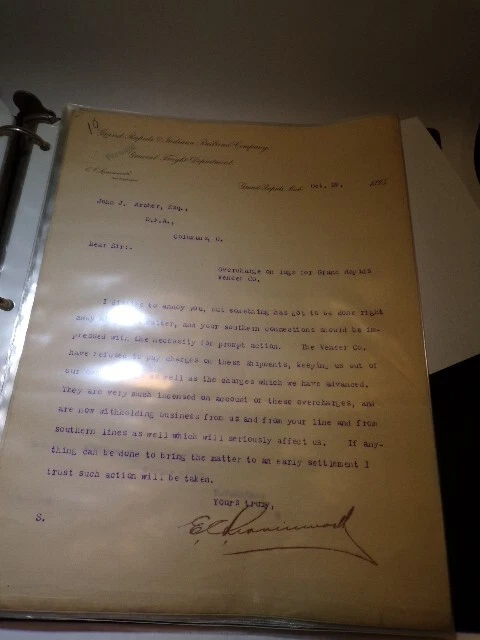 Grand Rapids & Indiana Railroad Company
General Freight Department
Grand Rapids, Mich. Oct. 189
John J. Archer, Esq.,
Columbus, O.
Dear Sir:-
Overcharge on logs for Grand Rapids
Veneer Co.
I dislike to annoy you, but something has got to be done right
away matter, and your southern connections should be im-
pressed with the necessity for prompt action. The Veneer Co.
have refused to pay charges on these shipments, keeping us out of
our as well as the charges which we have advanced.
They are very much incensed on account of these overcharges, and
are now withholding business from us and from your line and from
southern lines as well which will seriously affect us. If any-
thing can be done to bring the matter to an early settlement I
trust such action will be taken.
Yours truly,
S.